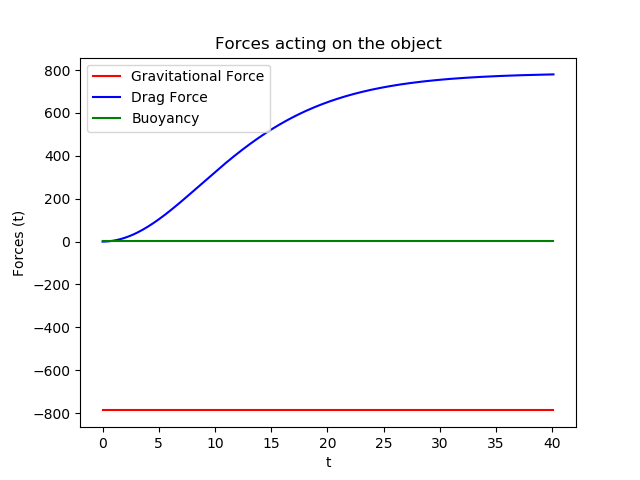 Forces acting on the object
Gravitational Force
Drag Force
Buoyancy
Forces (t)
800
600
400
200
0
−200
−400
−600
−800
0 5 10 15 20 25 30 35 40
t